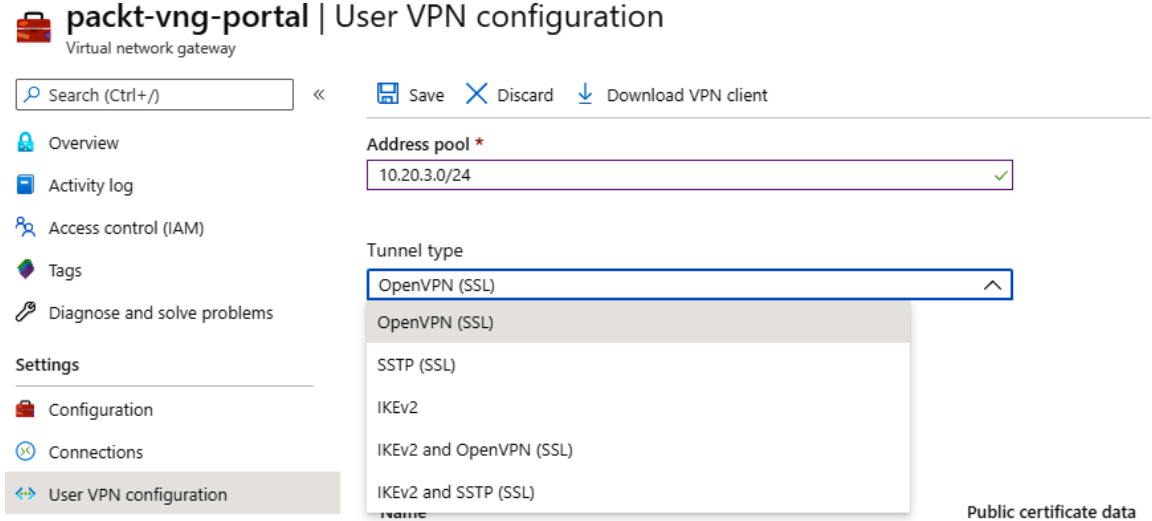 packt-vng-portal | User VPN configuration
Virtual network gateway
Search (Ctrl+/)
«
Overview
Activity log
Access control (IAM)
Tags
Diagnose and solve problems
Settings
Configuration
Connections
User VPN configuration
Save Discard Download VPN client
Address pool *
10.20.3.0/24
Tunnel type
OpenVPN (SSL)
OpenVPN (SSL)
SSTP (SSL)
IKEv2
IKEv2 and OpenVPN (SSL)
IKEv2 and SSTP (SSL)
Name Public certificate data